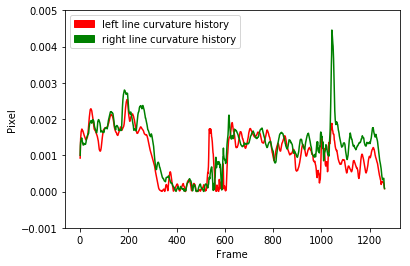 0.005
left line curvature history
right line curvature history
0.004
0.003
0.002
0.001
0.000
-0.001
Pixel
0 200 400 600 800 1000 1200
Frame